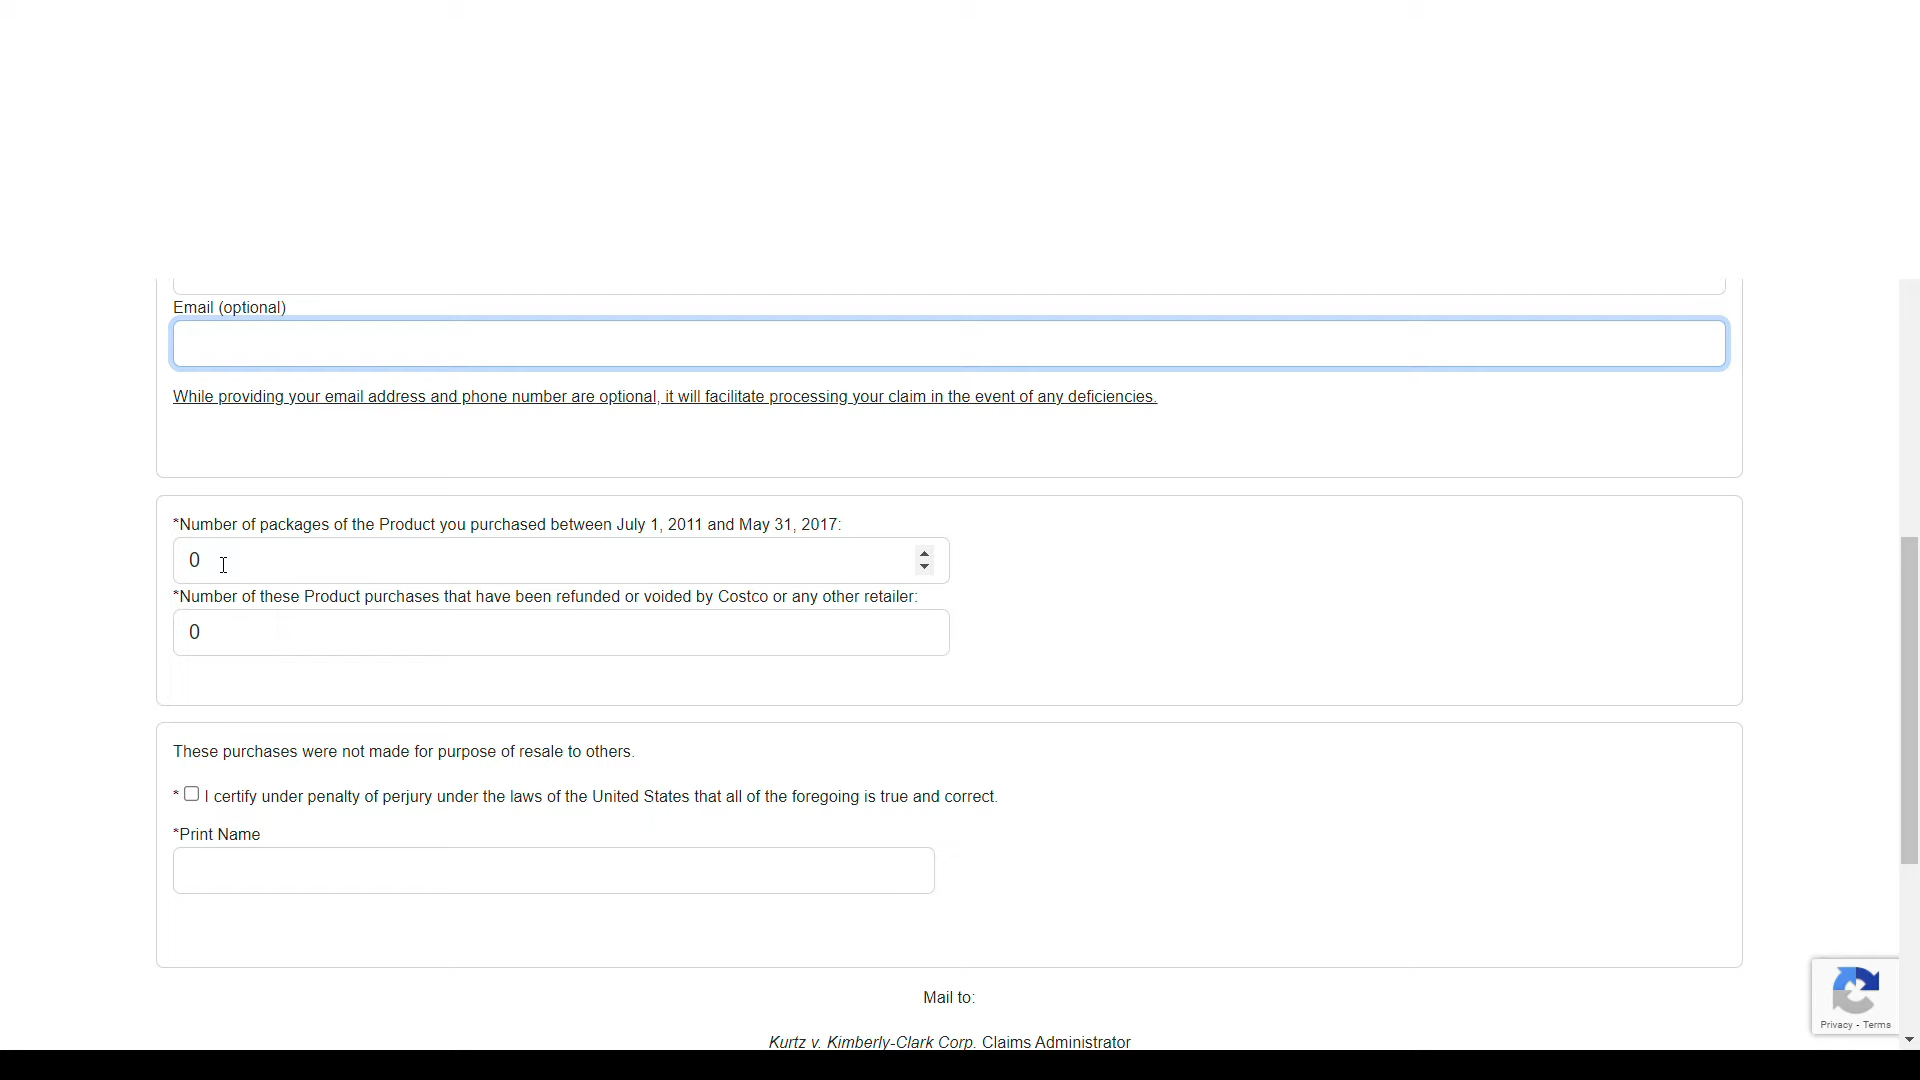 Email (optional)
While providing your email address and phone number are optional, it will facilitate processing your claim in the event of any deficiencies.
*Number of packages of the Product you purchased between July 1, 2011 and May 31, 2017:
0
*Number of these Product purchases that have been refunded or voided by Costco or any other retailer:
0
These purchases were not made for purpose of resale to others.
* I certify under penalty of perjury under the laws of the United States that all of the foregoing is true and correct.
*Print Name
Mail to:
Kurtz v. Kimberly-Clark Corp. Claims Administrator
Privacy - Terms